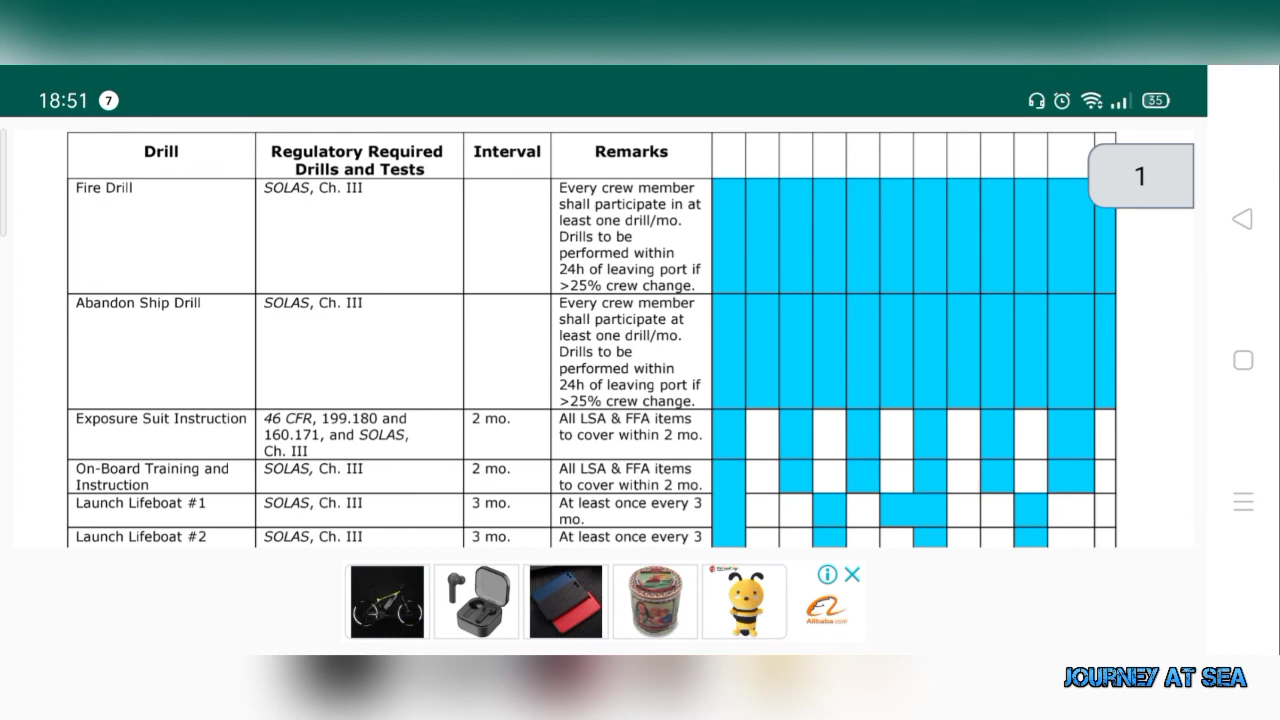 18:51 7
35
Drill
Regulatory Required
Drills and Tests
Interval
Remarks
1
Fire Drill
SOLAS, Ch. III
Every crew member
shall participate in at
least one drill/mo.
Drills to be
performed within
24h of leaving port if
>25% crew change.
Abandon Ship Drill
SOLAS, Ch. III
Every crew member
shall participate at
least one drill/mo.
Drills to be
performed within
24h of leaving port if
>25% crew change.
Exposure Suit Instruction
46 CFR, 199.180 and
160.171, and SOLAS,
Ch. III
2 mo.
All LSA & FFA items
to cover within 2 mo.
On-Board Training and
Instruction
SOLAS, Ch. III
2 mo.
All LSA & FFA items
to cover within 2 mo.
Launch Lifeboat #1
SOLAS, Ch. III
3 mo.
At least once every 3
mo.
Launch Lifeboat #2
SOLAS, Ch. III
3 mo.
At least once every 3
Alibaba.com
JOURNEY AT SEA